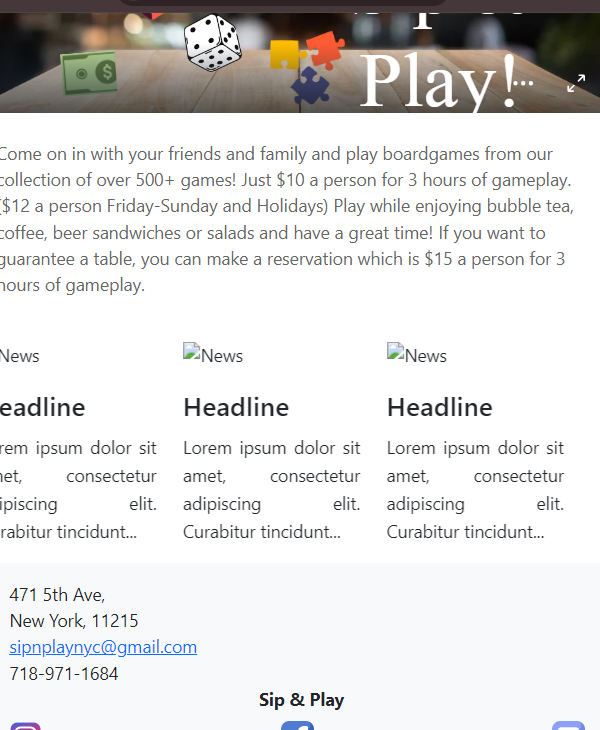 Play!
Come on in with your friends and family and play boardgames from our
collection of over 500+ games! Just $10 a person for 3 hours of gameplay.
($12 a person Friday-Sunday and Holidays) Play while enjoying bubble tea,
coffee, beer sandwiches or salads and have a great time! If you want to
guarantee a table, you can make a reservation which is $15 a person for 3
hours of gameplay.
News News News
eadline Headline Headline
rem ipsum dolor sit Lorem ipsum dolor sit Lorem ipsum dolor sit
met, consectetur amet, consectetur amet, consectetur
ipiscing elit. adipiscing elit. adipiscing elit.
rabitur tincidunt... Curabitur tincidunt... Curabitur tincidunt...
471 5th Ave,
New York, 11215
sipnplaynyc@gmail.com
718-971-1684
Sip & Play